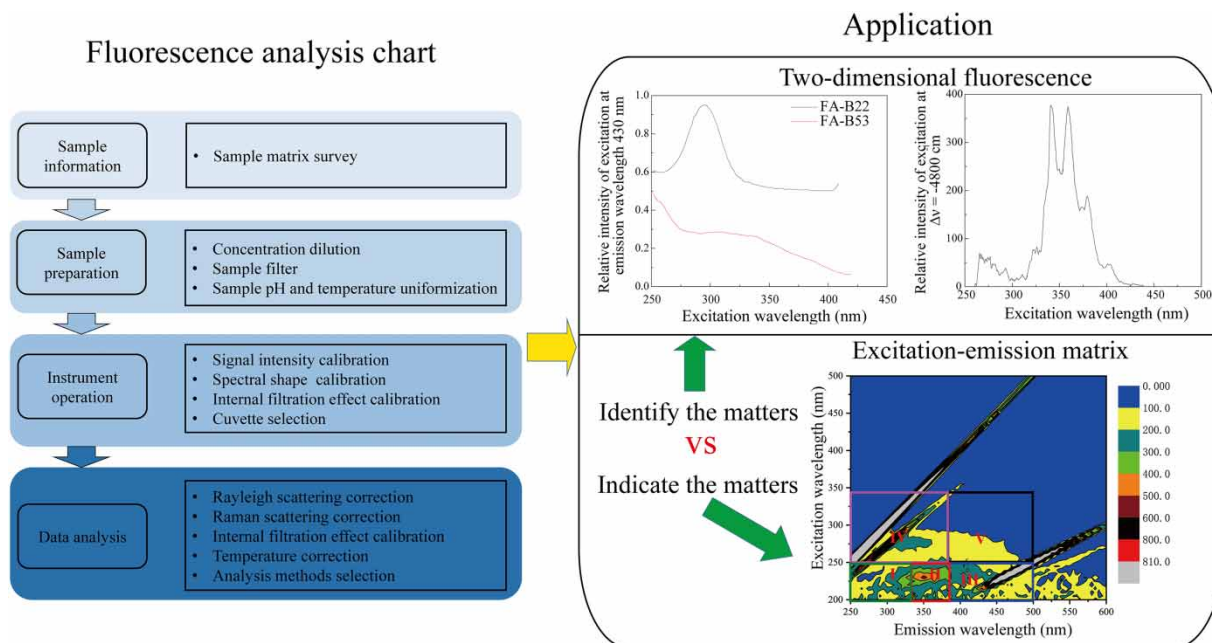 Fluorescence analysis chart
Sample
information
• Sample matrix survey
Sample
preparation
• Concentration dilution
• Sample filter
• Sample pH and temperature uniformization
Instrument
operation
• Signal intensity calibration
• Spectral shape calibration
• Internal filtration effect calibration
• Cuvette selection
Data analysis
• Rayleigh scattering correction
• Raman scattering correction
• Internal filtration effect calibration
• Temperature correction
• Analysis methods selection
Application
Two-dimensional fluorescence
Relative intensity of excitation at
emission wavelength 430 nm
1.0
0.8
0.6
0.4
0.2
0.0
FA-B22
FA-B53
250 300 350 400 450
Excitation wavelength (nm)
Relative intensity of excitation at
Δν = -4800 cm
400
300
200
100
0
250 300 350 400 450 500
Excitation wavelength (nm)
Identify the matters
VS
Indicate the matters
Excitation-emission matrix
Excitation wavelength (nm)
500
450
400
350
300
250
200
IV
V
I
II
III
250 300 350 400 450 500 550 600
Emission wavelength (nm)
0.000
100.0
200.0
300.0
400.0
500.0
600.0
800.0
810.0